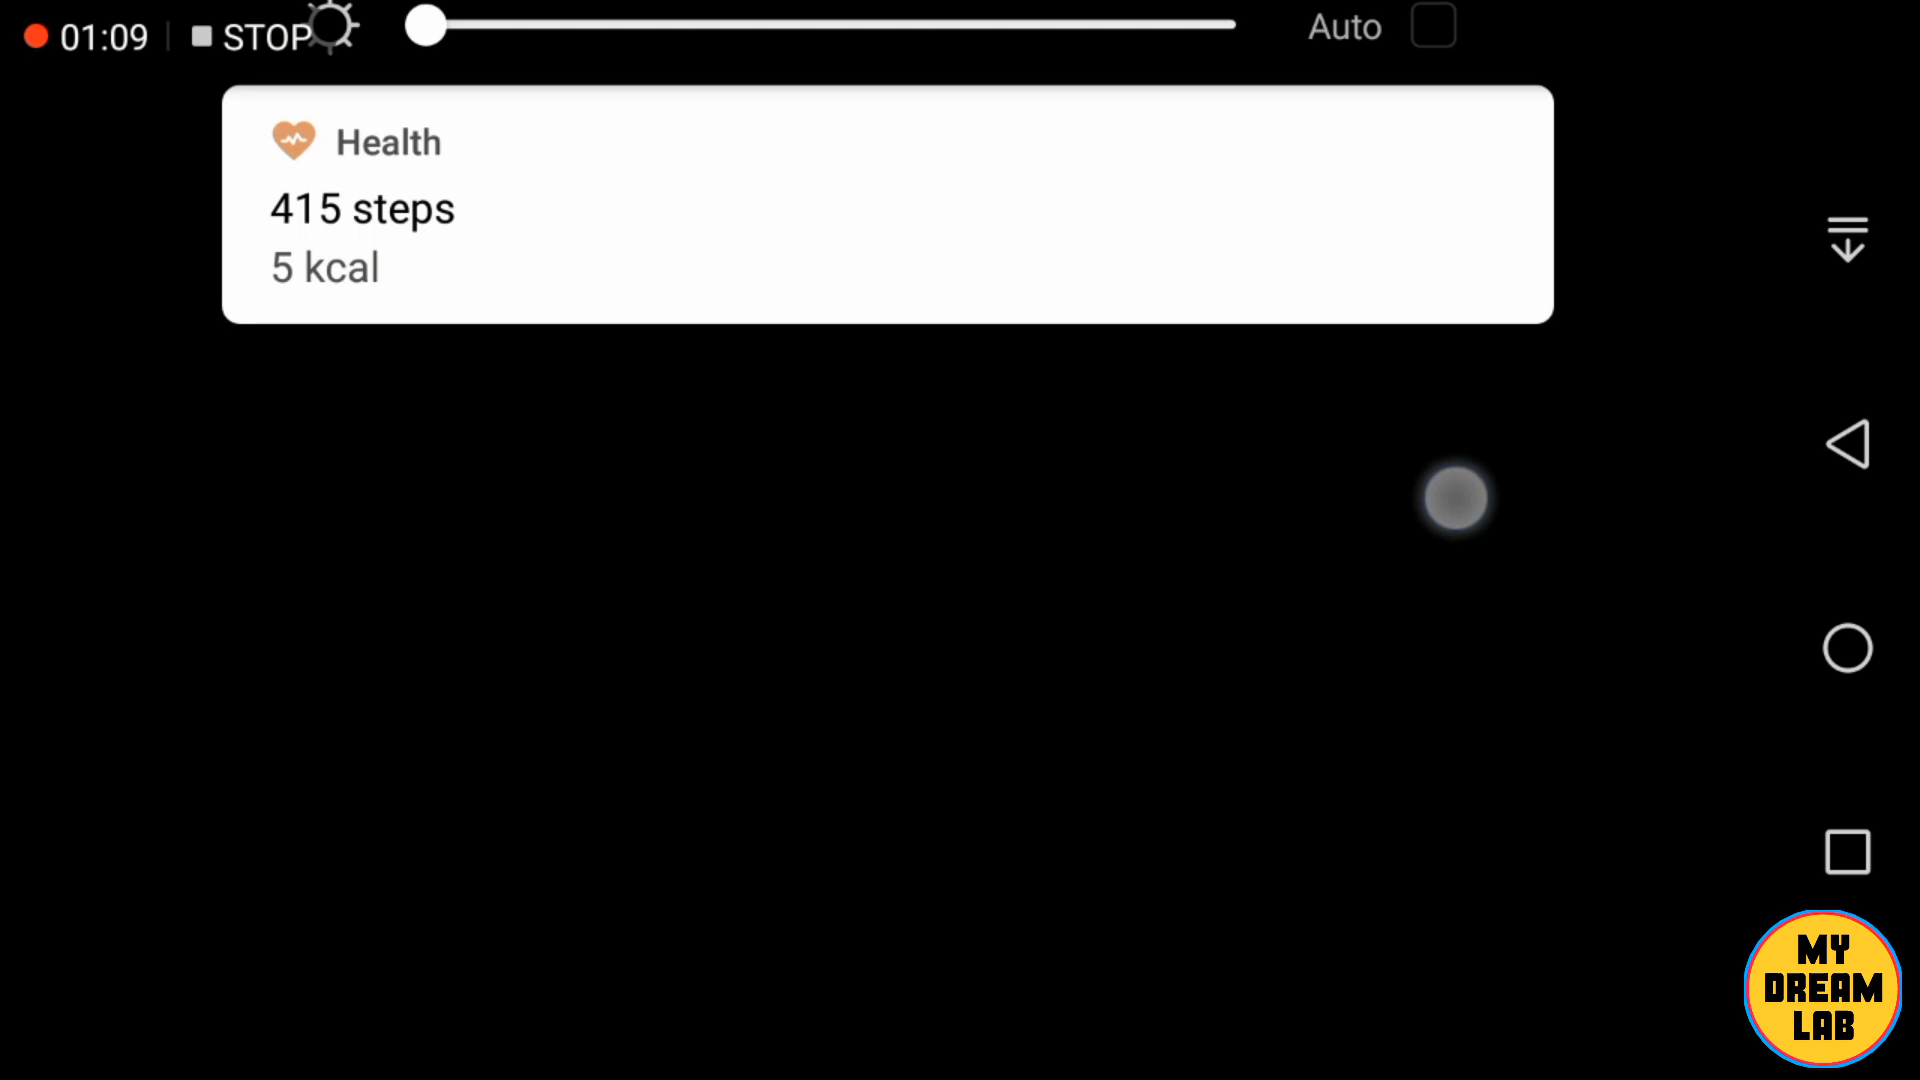 01:09
STOP
Auto
Health
415 steps
5 kcal
MY
DREAM
LAB